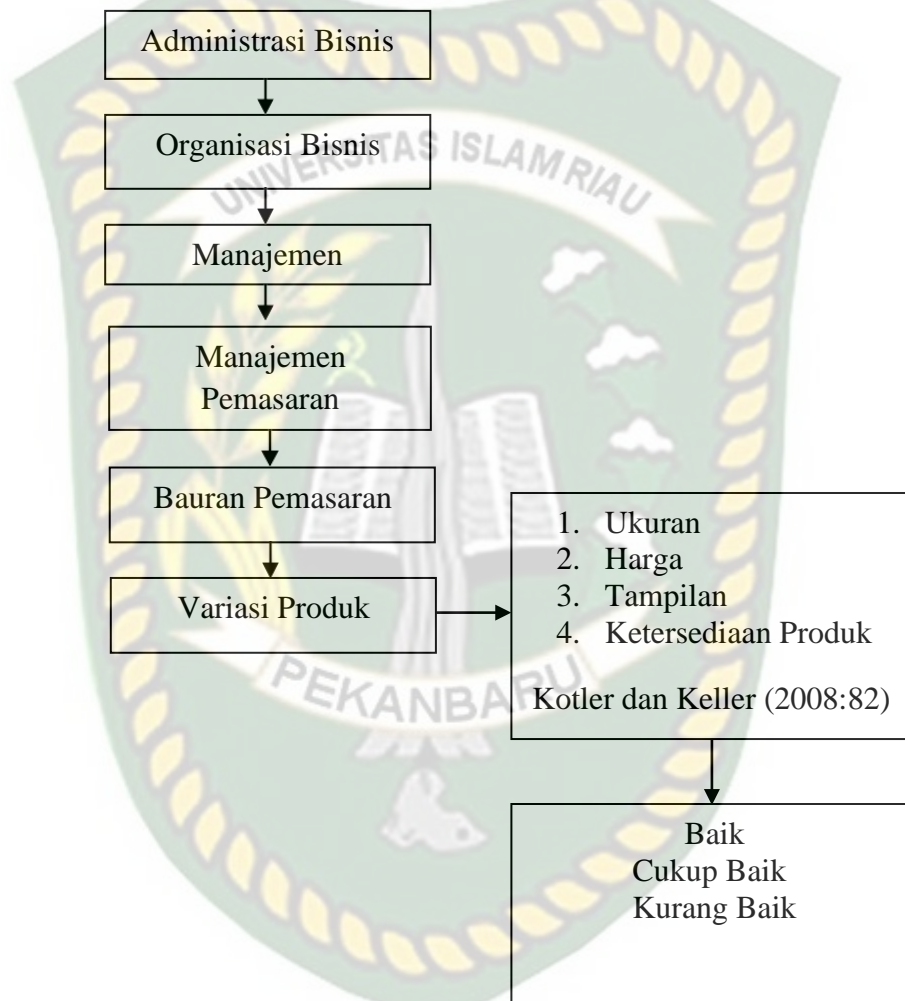 Administrasi Bisnis
Organisasi Bisnis
UNIVERSITAS ISLAM RIAU
Manajemen
Manajemen
Pemasaran
Bauran Pemasaran
Variasi Produk
1. Ukuran
2. Harga
3. Tampilan
4. Ketersediaan Produk
Kotler dan Keller (2008:82)
PEKANBARU
Baik
Cukup Baik
Kurang Baik